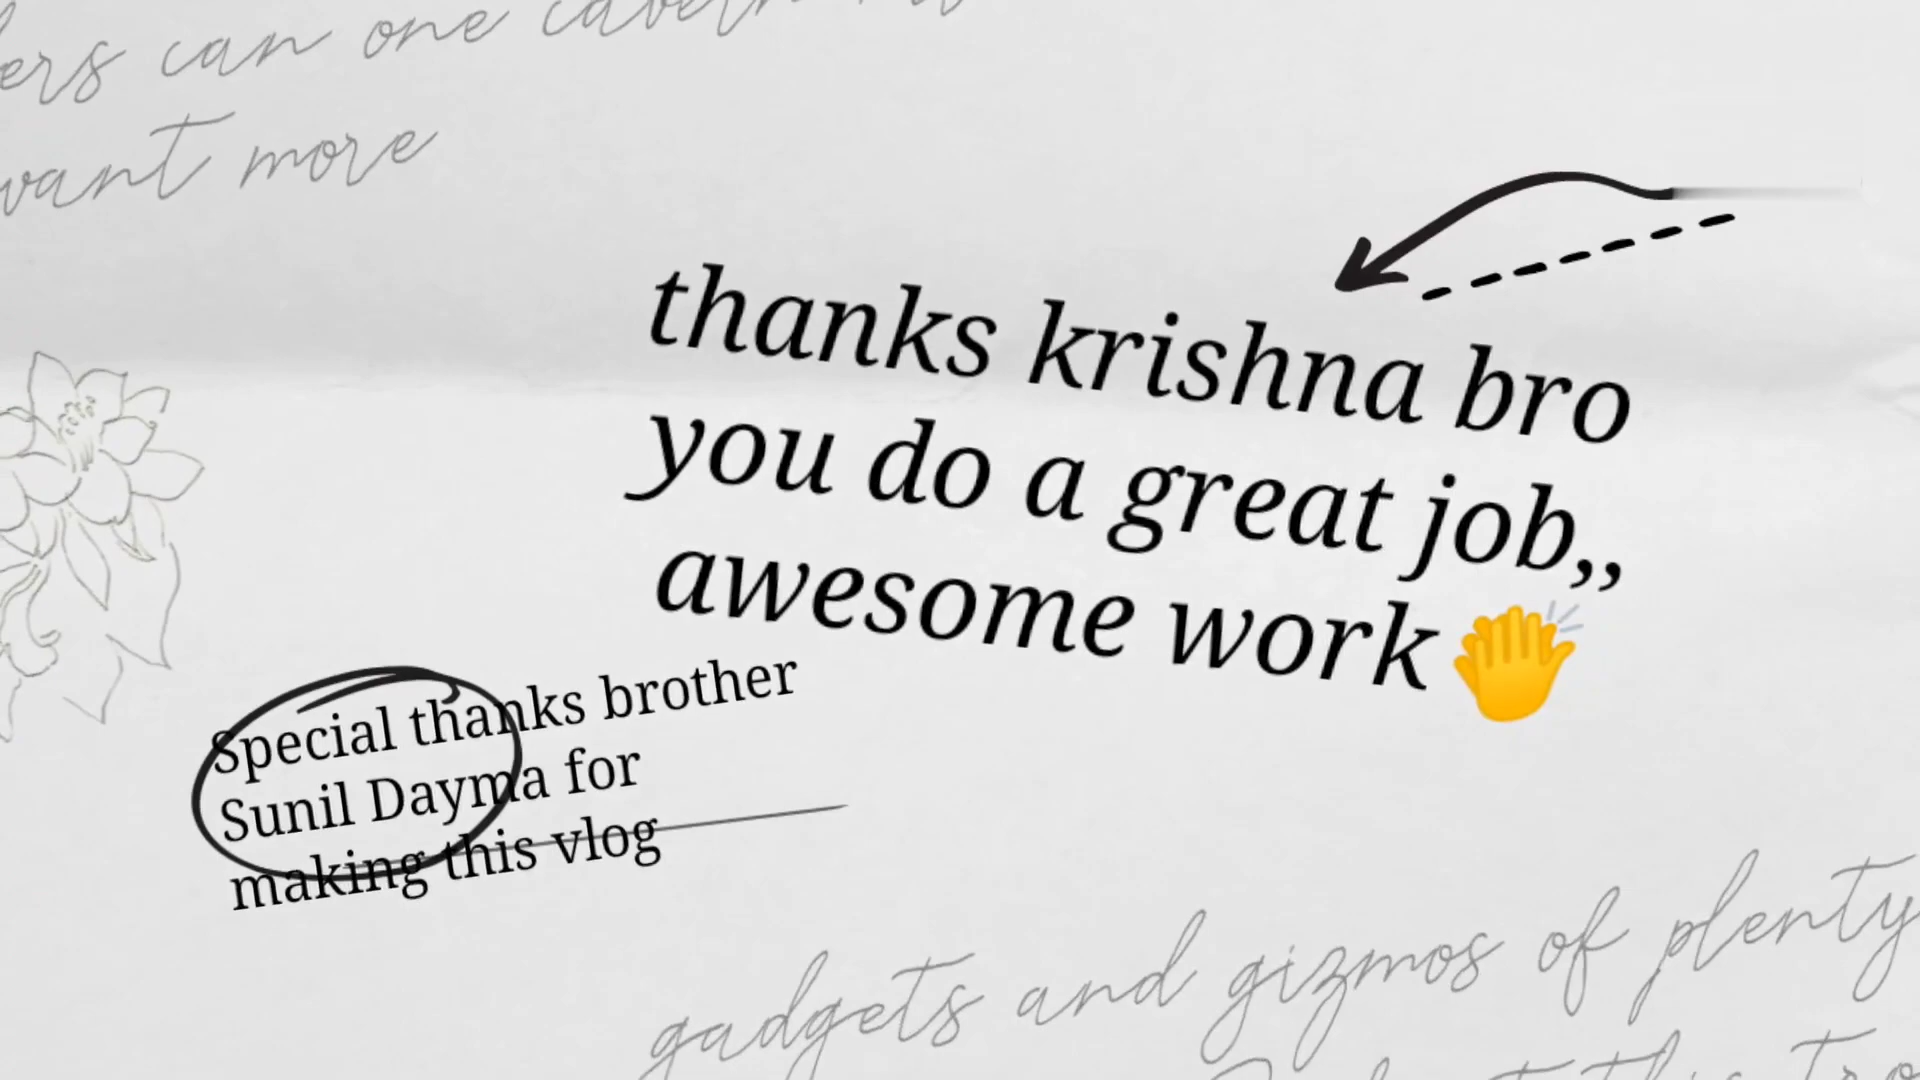 can one
want more
thanks krishna bro
you do a great job,,
awesome work👏
Special thanks brother
Sunil Dayma for
making this vlog
gadgets and gizmos of plenty